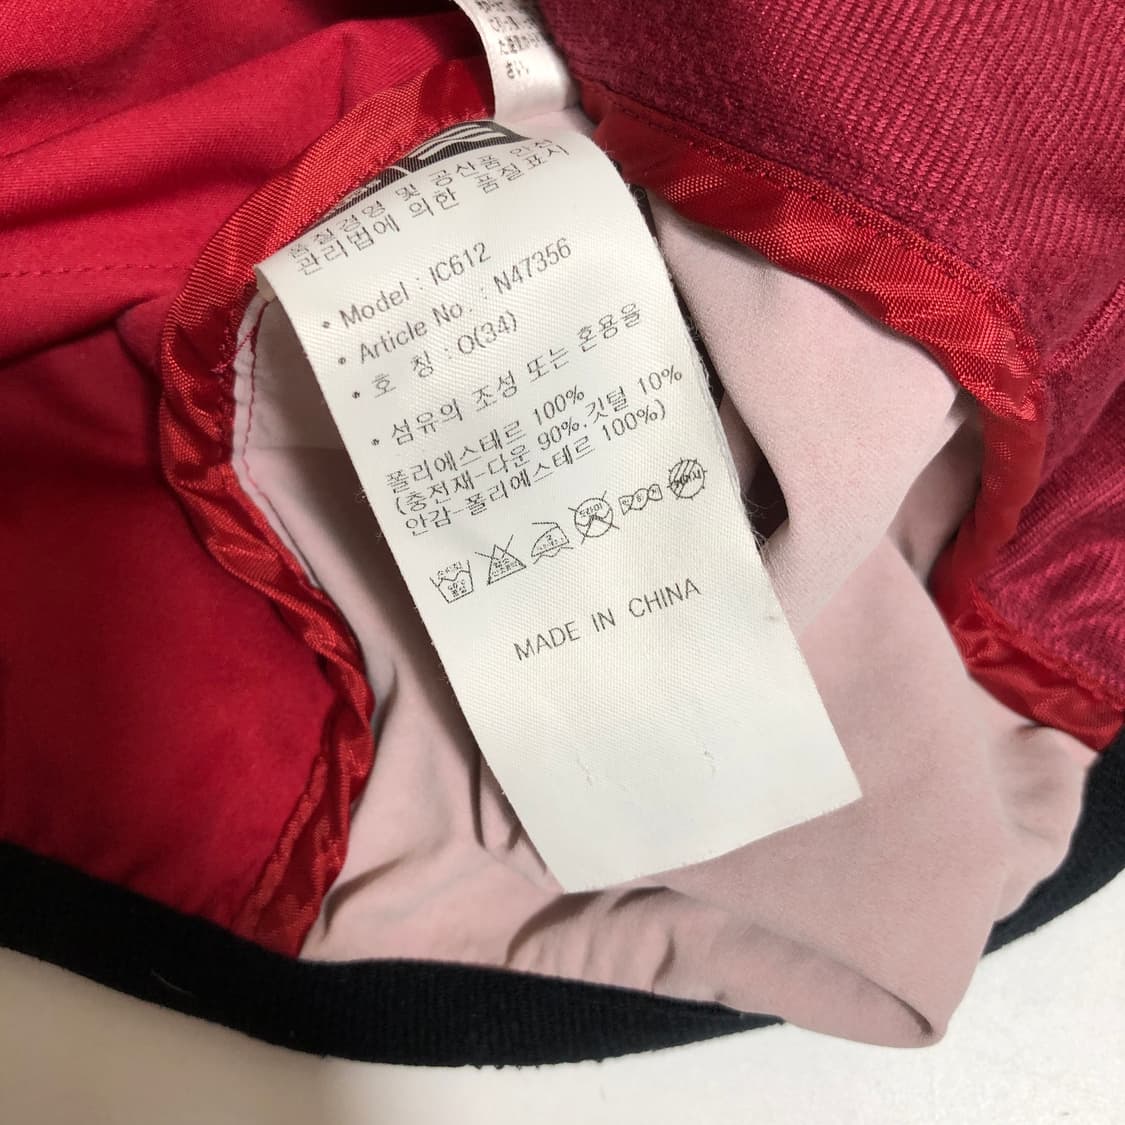 품질경영 및 공산품 안전
관리법에 의한 품질 표시
• Model : IC612
• Article No. : N47356
• 호 칭 : O(34)
• 섬유의 조성 또는 혼용율
폴리에스테르 100%
(충전재-다운 90%.깃털 10%
안감-폴리에스테르 100%)
MADE IN CHINA